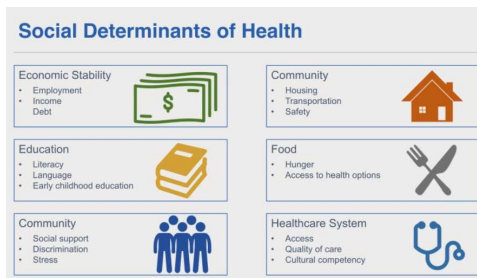 Social Determinants of Health
Economic Stability
• Employment
• Income
Debt
$
Community
• Housing
• Transportation
• Safety
Education
• Literacy
• Language
• Early childhood education
Food
• Hunger
• Access to health options
Community
• Social support
• Discrimination
• Stress
Healthcare System
• Access
• Quality of care
• Cultural competency